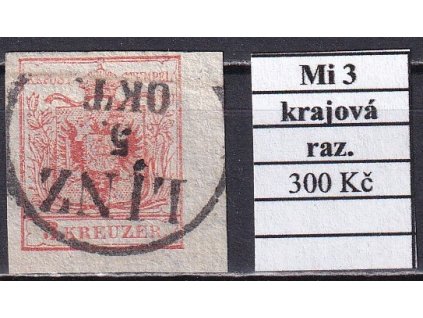 KREUZER
LINZ
5.
OKT.
Mi 3
krajová
raz.
300 Kč